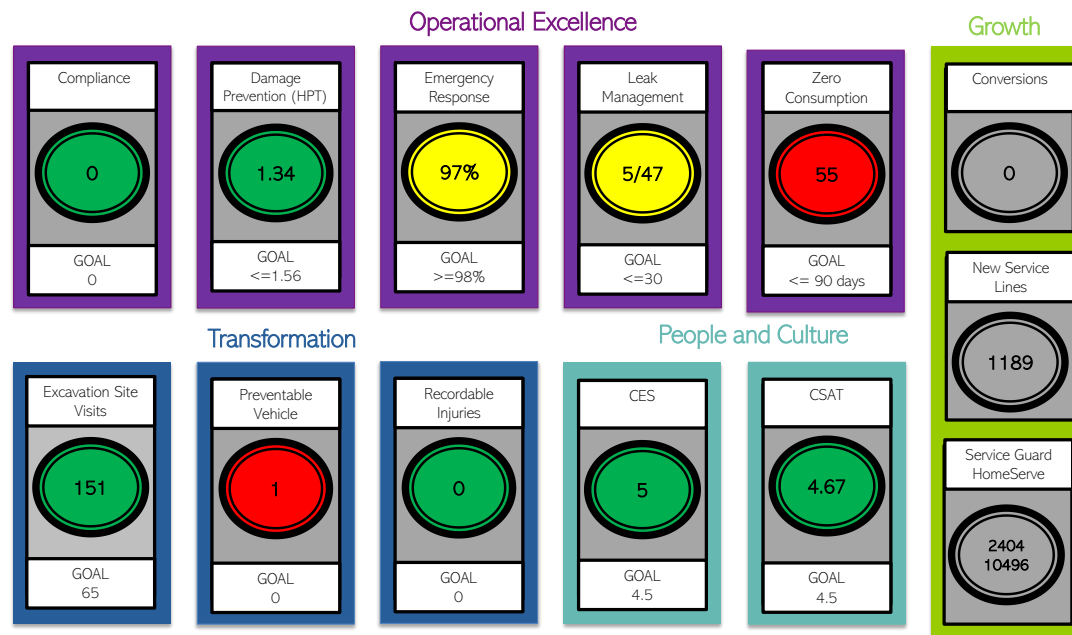 Operational Excellence
Growth
Compliance
0
GOAL
0
Damage
Prevention (HPT)
1.34
GOAL
<=1.56
Emergency
Response
97%
GOAL
>=98%
Leak
Management
5/47
GOAL
<=30
Zero
Consumption
55
GOAL
<= 90 days
Conversions
0
New Service
Lines
1189
Service Guard
HomeServe
2404
10496
Transformation
People and Culture
Excavation Site
Visits
151
GOAL
65
Preventable
Vehicle
1
GOAL
0
Recordable
Injuries
0
GOAL
0
CES
5
GOAL
4.5
CSAT
4.67
GOAL
4.5